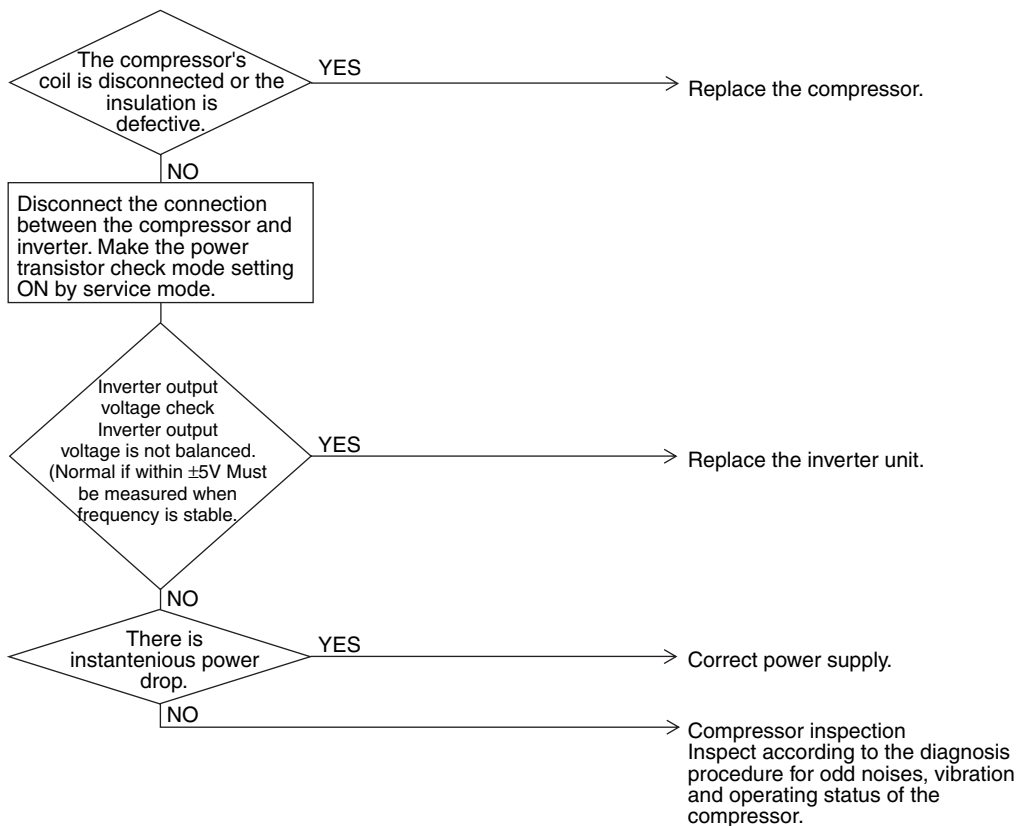 The compressor's
coil is disconnected or the
insulation is
defective.
YES
Replace the compressor.
NO
Disconnect the connection
between the compressor and
inverter. Make the power
transistor check mode setting
ON by service mode.
Inverter output
voltage check
Inverter output
voltage is not balanced.
(Normal if within ±5V Must
be measured when
frequency is stable.
YES
Replace the inverter unit.
NO
There is
instantenious power
drop.
YES
Correct power supply.
NO
Compressor inspection
Inspect according to the diagnosis
procedure for odd noises, vibration
and operating status of the
compressor.